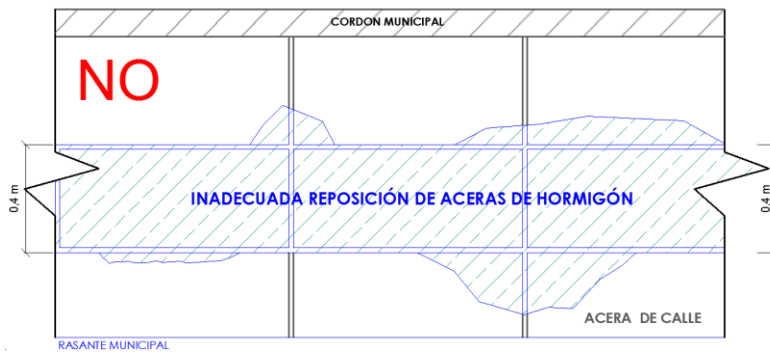 CORDON MUNICIPAL
NO
0,4 m
INADECUADA REPOSICIÓN DE ACERAS DE HORMIGÓN
0,4 m
ACERA DE CALLE
RASANTE MUNICIPAL